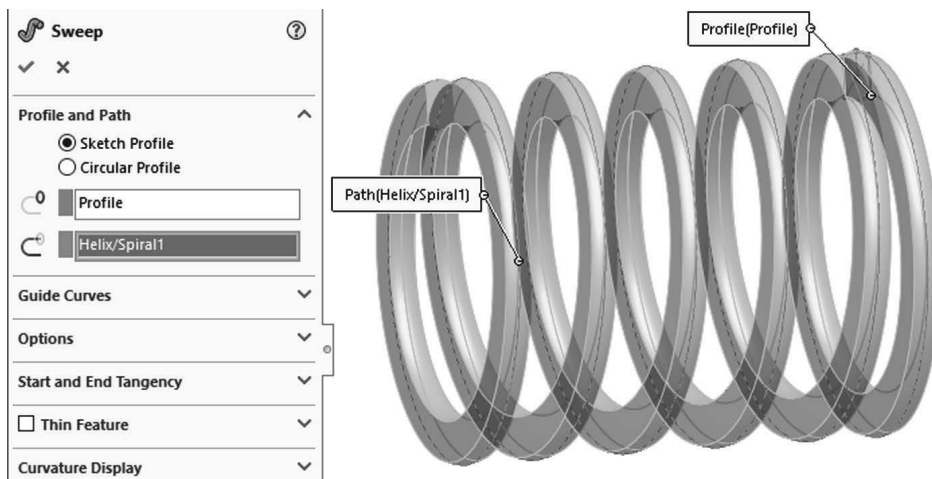 Sweep
Profile and Path
Sketch Profile
Circular Profile
Profile
Helix/Spiral1
Guide Curves
Options
Start and End Tangency
Thin Feature
Curvature Display
Profile(Profile)
Path(Helix/Spiral1)